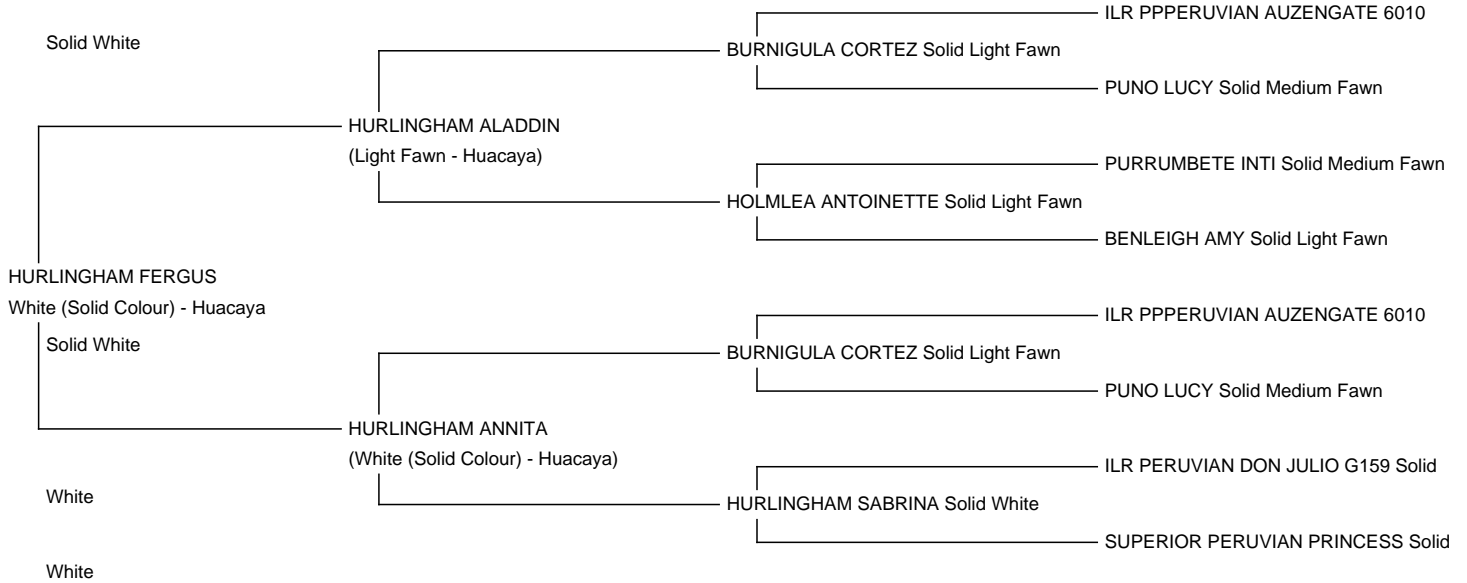 ILR PPPERUVIAN AUZENGATE 6010
Solid White
BURNIGULA CORTEZ Solid Light Fawn
PUNO LUCY Solid Medium Fawn
HURLINGHAM ALADDIN
(Light Fawn - Huacaya)
PURRUMBETE INTI Solid Medium Fawn
HOLMLEA ANTOINETTE Solid Light Fawn
BENLEIGH AMY Solid Light Fawn
HURLINGHAM FERGUS
White (Solid Colour) - Huacaya
ILR PPPERUVIAN AUZENGATE 6010
Solid White
BURNIGULA CORTEZ Solid Light Fawn
PUNO LUCY Solid Medium Fawn
HURLINGHAM ANNITA
(White (Solid Colour) - Huacaya)
ILR PERUVIAN DON JULIO G159 Solid
White
HURLINGHAM SABRINA Solid White
SUPERIOR PERUVIAN PRINCESS Solid
White